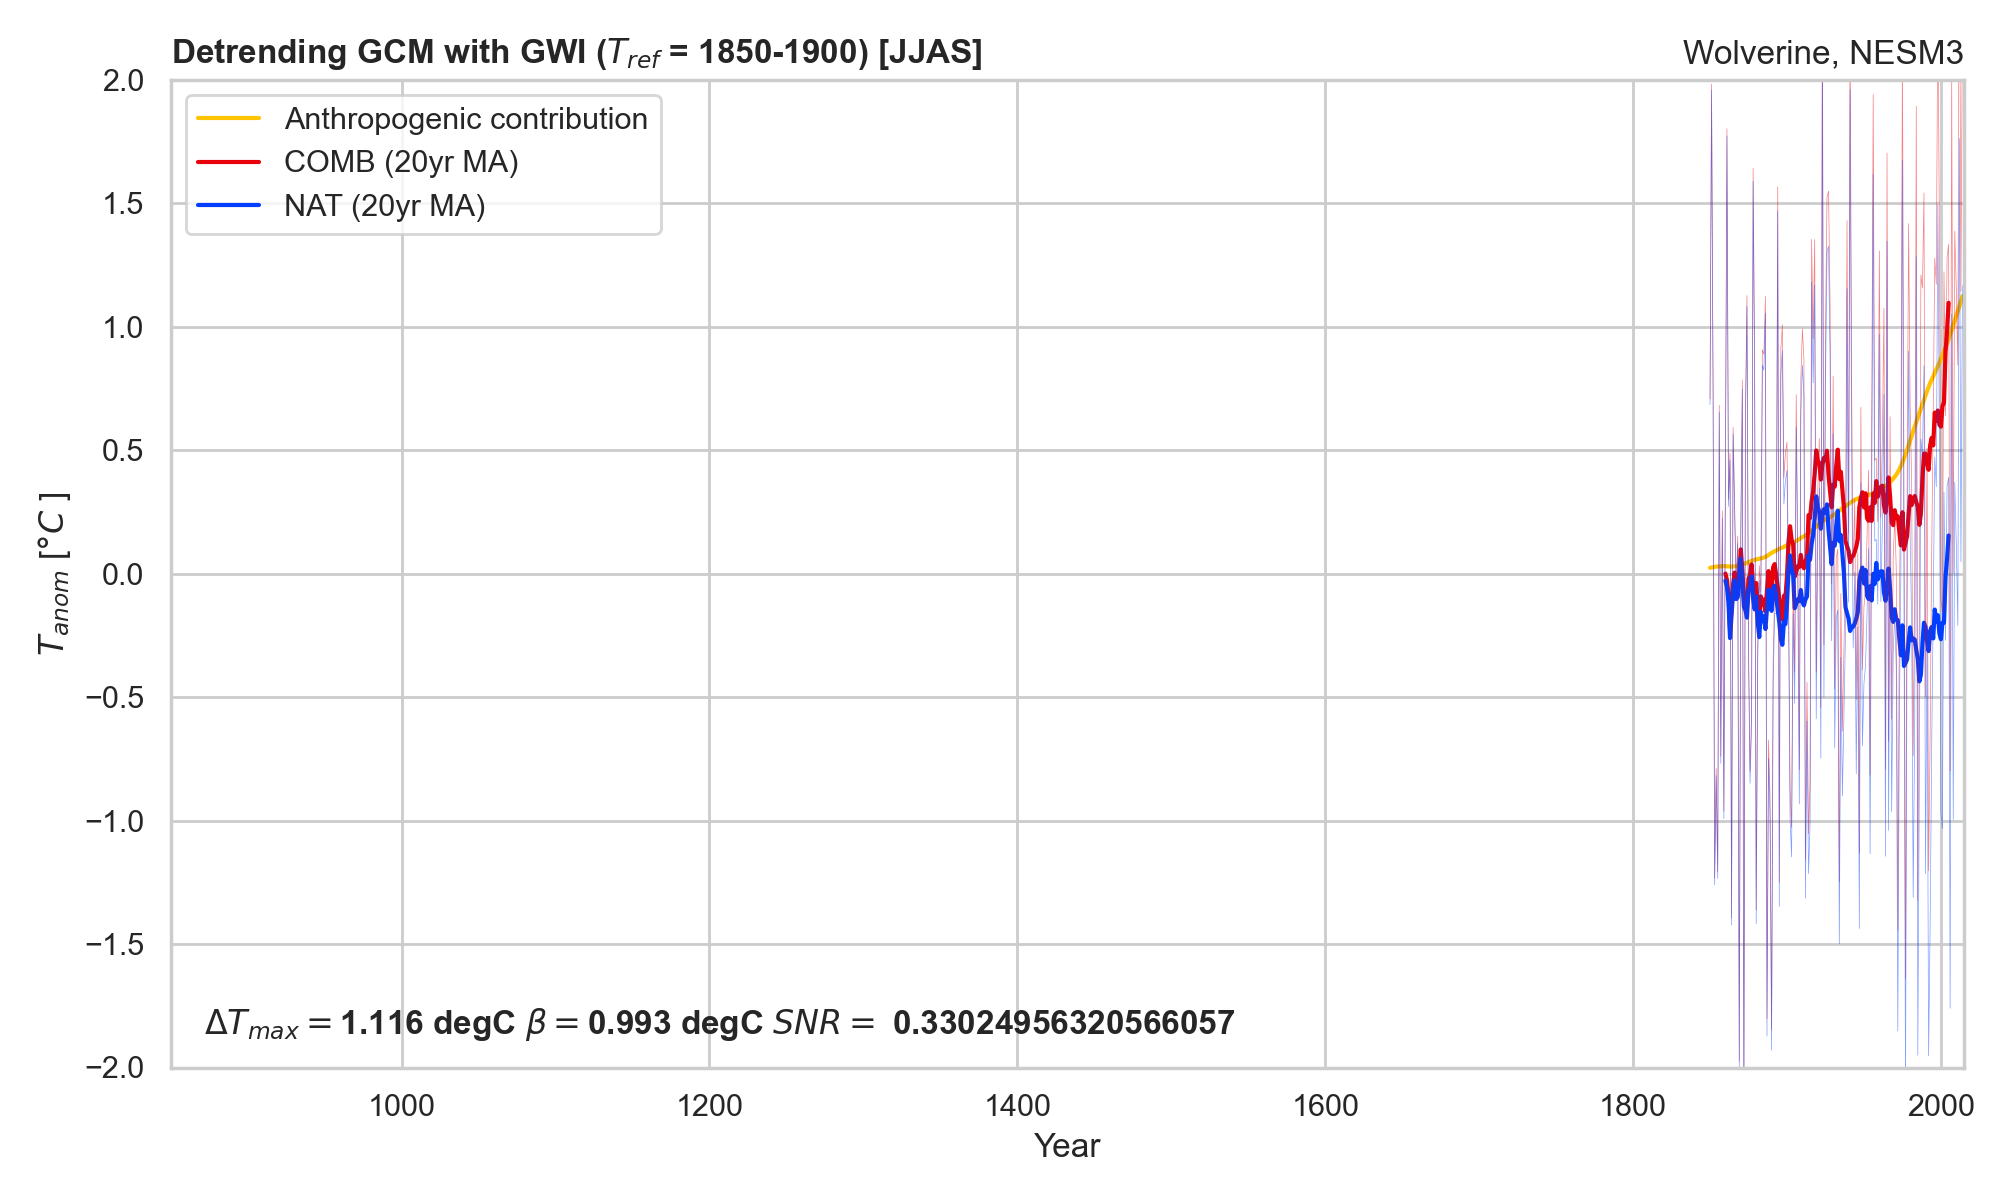 Detrending GCM with GWI (T_ref = 1850-1900) [JJAS]
Wolverine, NESM3
Anthropogenic contribution
COMB (20yr MA)
NAT (20yr MA)
2.0
1.5
1.0
0.5
0.0
−0.5
−1.0
−1.5
−2.0
T_anom [°C]
ΔT_max = 1.116 degC β = 0.993 degC SNR = 0.33024956320566057
1000 1200 1400 1600 1800 2000
Year